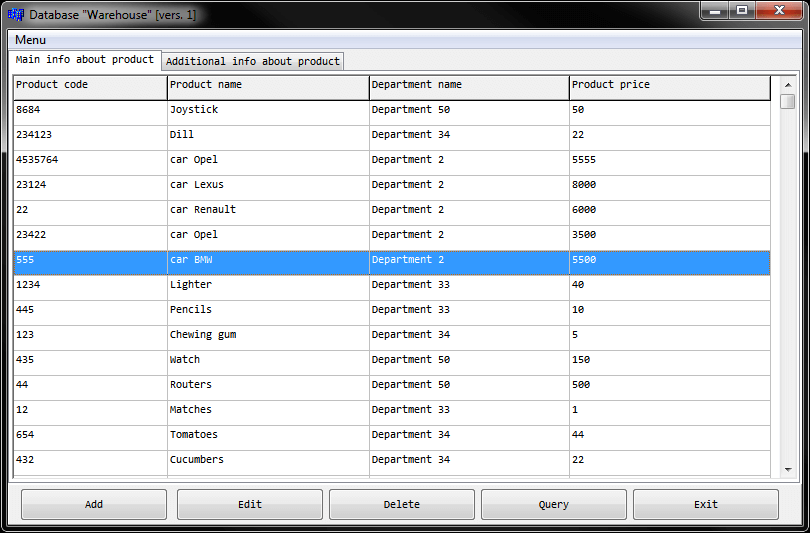 Database "Warehouse" [vers. 1]
Menu
Main info about product Additional info about product
Product code Product name Department name Product price
8684 Joystick Department 50 50
234123 Dill Department 34 22
4535764 car Opel Department 2 5555
23124 car Lexus Department 2 8000
22 car Renault Department 2 6000
23422 car Opel Department 2 3500
555 car BMW Department 2 5500
1234 Lighter Department 33 40
445 Pencils Department 33 10
123 Chewing gum Department 34 5
435 Watch Department 50 150
44 Routers Department 50 500
12 Matches Department 33 1
654 Tomatoes Department 34 44
432 Cucumbers Department 34 22
Add Edit Delete Query Exit